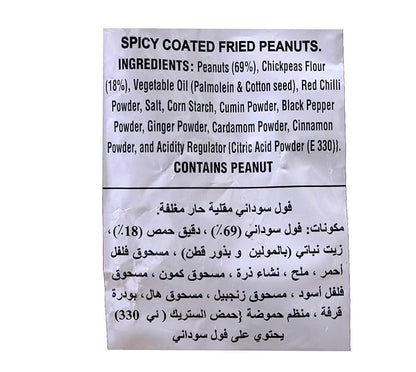 SPICY COATED FRIED PEANUTS.
INGREDIENTS: Peanuts (69%), Chickpeas Flour
(18%), Vegetable Oil (Palmolein & Cotton seed), Red Chilli
Powder, Salt, Corn Starch, Cumin Powder, Black Pepper
Powder, Ginger Powder, Cardamom Powder, Cinnamon
Powder, and Acidity Regulator {Citric Acid Powder (E 330)}.
CONTAINS PEANUT
فول سوداني مقلية حار مغلفة.
مكونات: فول سوداني (69٪) ، دقيق حمص (18٪) ،
زيت نباتي (بالمولين و بذور قطن) ، مسحوق فلفل
أحمر ، ملح ، نشاء ذرة ، مسحوق كمون ، مسحوق
فلفل أسود ، مسحوق زنجبيل ، مسحوق هال، بودرة
قرفة ، منظم حموضة {حمض الستريك ( ئي 330)
يحتوي على فول سوداني